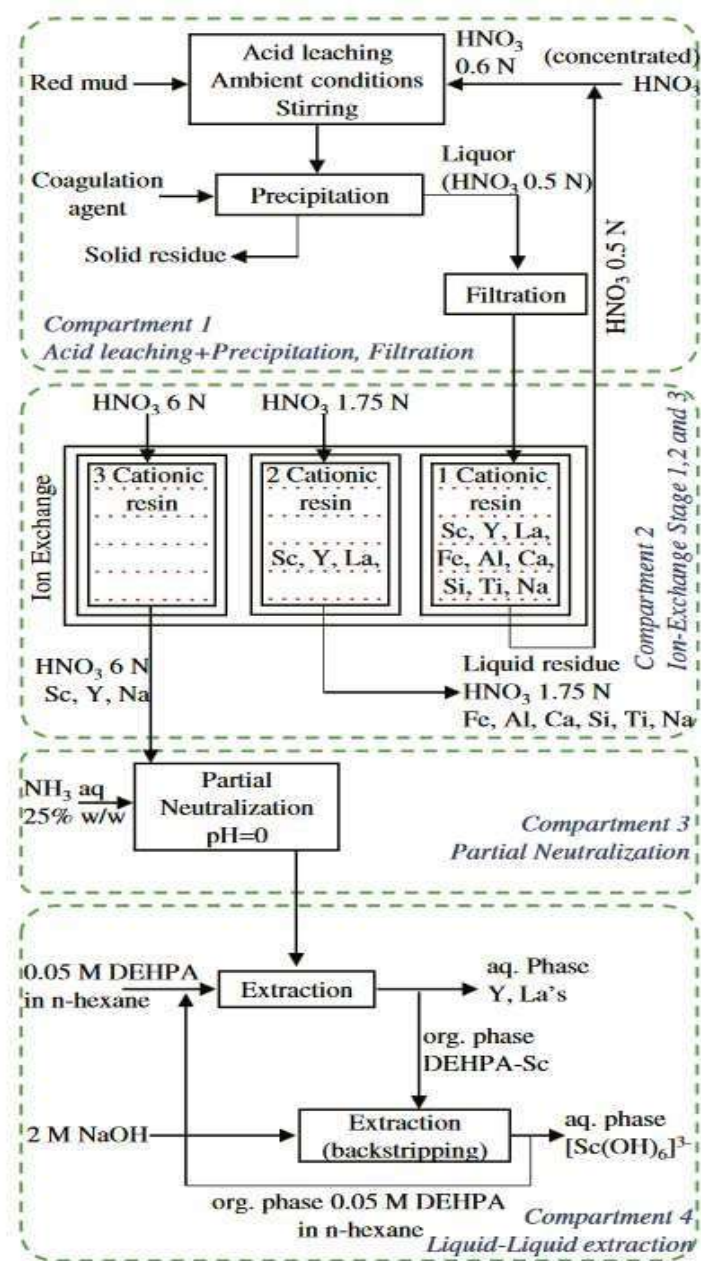 Acid leaching
Ambient conditions
Stirring
Red mud
HNO₃
0.6 N
(concentrated)
HNO₃
Coagulation
agent
Precipitation
Liquor
(HNO₃ 0.5 N)
Solid residue
Filtration
HNO₃ 0.5 N
Compartment 1
Acid leaching+Precipitation, Filtration
HNO₃ 6 N
HNO₃ 1.75 N
Ion Exchange
3 Cationic
resin
2 Cationic
resin
Sc, Y, La,
1 Cationic
resin
Sc, Y, La,
Fe, Al, Ca,
Si, Ti, Na
Compartment 2
Ion-Exchange Stage 1,2 and 3
HNO₃ 6 N
Sc, Y, Na
Liquid residue
HNO₃ 1.75 N
Fe, Al, Ca, Si, Ti, Na
NH₃ aq
25% w/w
Partial
Neutralization
pH=0
Compartment 3
Partial Neutralization
0.05 M DEHPA
in n-hexane
Extraction
aq. Phase
Y, La's
org. phase
DEHPA-Sc
2 M NaOH
Extraction
(backstripping)
aq. phase
[Sc(OH)₆]³⁻
org. phase 0.05 M DEHPA
in n-hexane
Compartment 4
Liquid-Liquid extraction